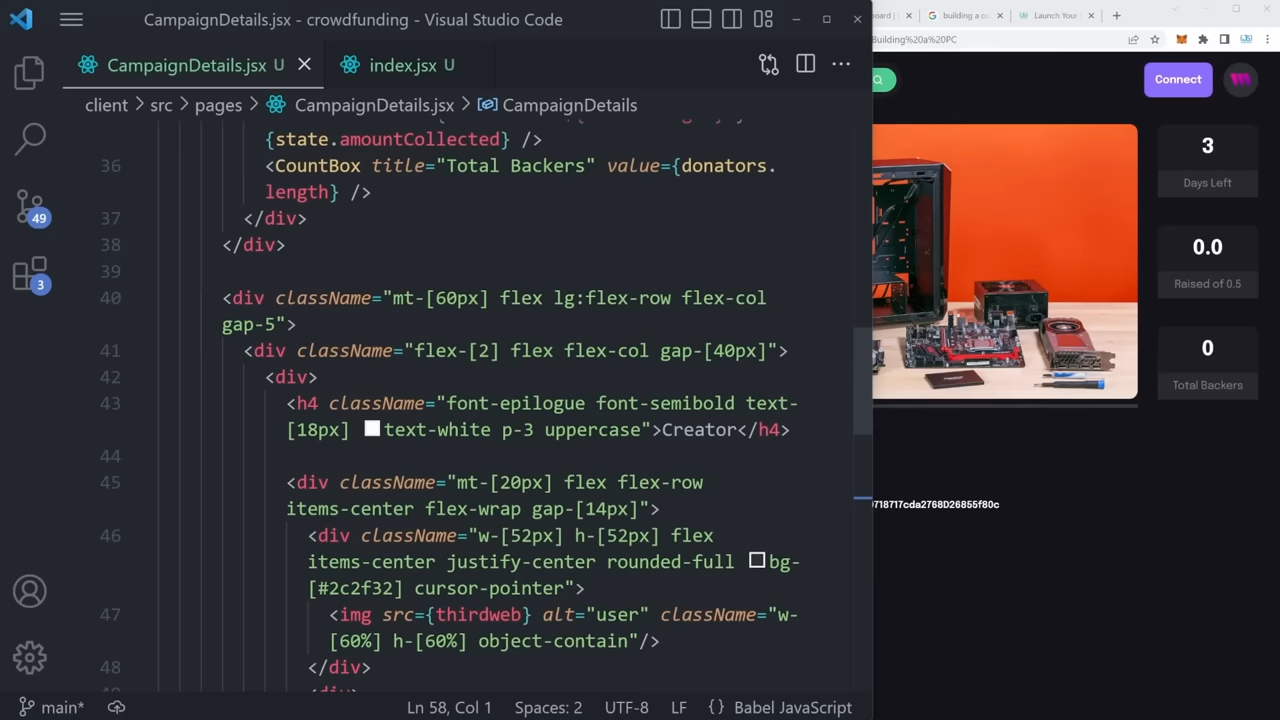 CampaignDetails.jsx - crowdfunding - Visual Studio Code
CampaignDetails.jsx U
index.jsx U
client > src > pages > CampaignDetails.jsx > CampaignDetails
{state.amountCollected} />
36 <CountBox title="Total Backers" value={donators.
length} />
37 </div>
38 </div>
39
40 <div className="mt-[60px] flex lg:flex-row flex-col
gap-5">
41 <div className="flex-[2] flex flex-col gap-[40px]">
42 <div>
43 <h4 className="font-epilogue font-semibold text-
[18px] text-white p-3 uppercase">Creator</h4>
44
45 <div className="mt-[20px] flex flex-row
items-center flex-wrap gap-[14px]">
46 <div className="w-[52px] h-[52px] flex
items-center justify-center rounded-full bg-
[#2c2f32] cursor-pointer">
47 <img src={thirdweb} alt="user" className="w-
[60%] h-[60%] object-contain"/>
48 </div>
49
3
main*
Ln 58, Col 1
Spaces: 2
UTF-8
LF
{} Babel JavaScript
building a co
Launch Your
Building%20a%20PC
Connect
3
Days Left
0.0
Raised of 0.5
0
Total Backers
718717cda2768D26855f80c